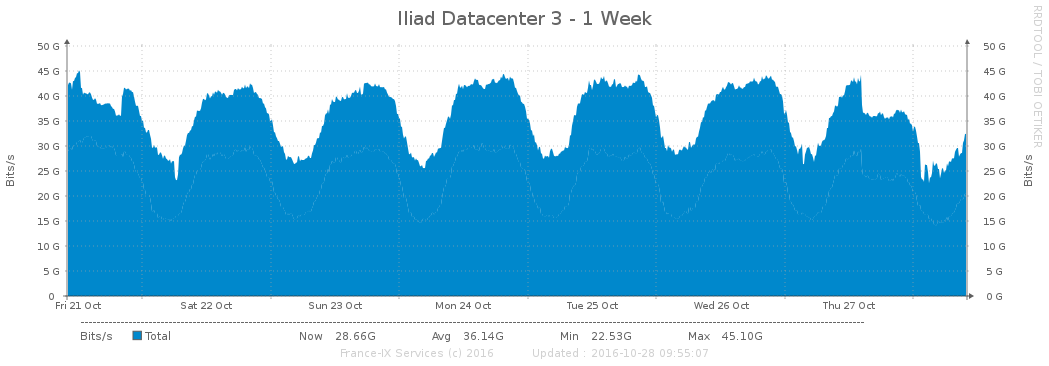 Iliad Datacenter 3 - 1 Week
RRDTOOL / TOBI OETIKER
50 G 50 G
45 G 45 G
40 G 40 G
35 G 35 G
30 G 30 G
25 G 25 G
20 G 20 G
15 G 15 G
10 G 10 G
5 G 5 G
0 0 G
Bits/s
Bits/s
Fri 21 Oct Sat 22 Oct Sun 23 Oct Mon 24 Oct Tue 25 Oct Wed 26 Oct Thu 27 Oct
Bits/s Total Now 28.66G Avg 36.14G Min 22.53G Max 45.10G
France-IX Services (c) 2016 Updated : 2016-10-28 09:55:07